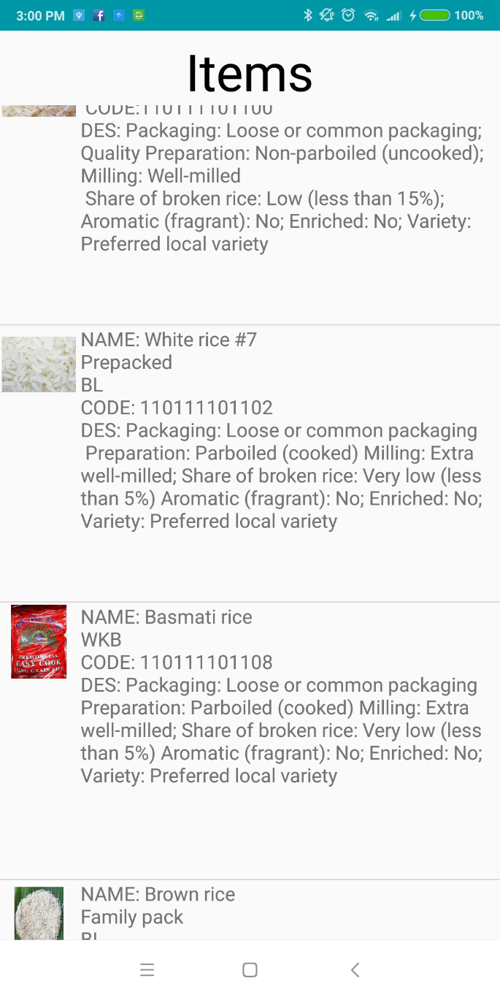 3:00 PM 100%
Items
CODE:110111101100
DES: Packaging: Loose or common packaging;
Quality Preparation: Non-parboiled (uncooked);
Milling: Well-milled
Share of broken rice: Low (less than 15%);
Aromatic (fragrant): No; Enriched: No; Variety:
Preferred local variety
NAME: White rice #7
Prepacked
BL
CODE: 110111101102
DES: Packaging: Loose or common packaging
Preparation: Parboiled (cooked) Milling: Extra
well-milled; Share of broken rice: Very low (less
than 5%) Aromatic (fragrant): No; Enriched: No;
Variety: Preferred local variety
PREMIUM USA
EASY COOK
LONG GRAIN RICE
NAME: Basmati rice
WKB
CODE: 110111101108
DES: Packaging: Loose or common packaging
Preparation: Parboiled (cooked) Milling: Extra
well-milled; Share of broken rice: Very low (less
than 5%) Aromatic (fragrant): No; Enriched: No;
Variety: Preferred local variety
NAME: Brown rice
Family pack
BL